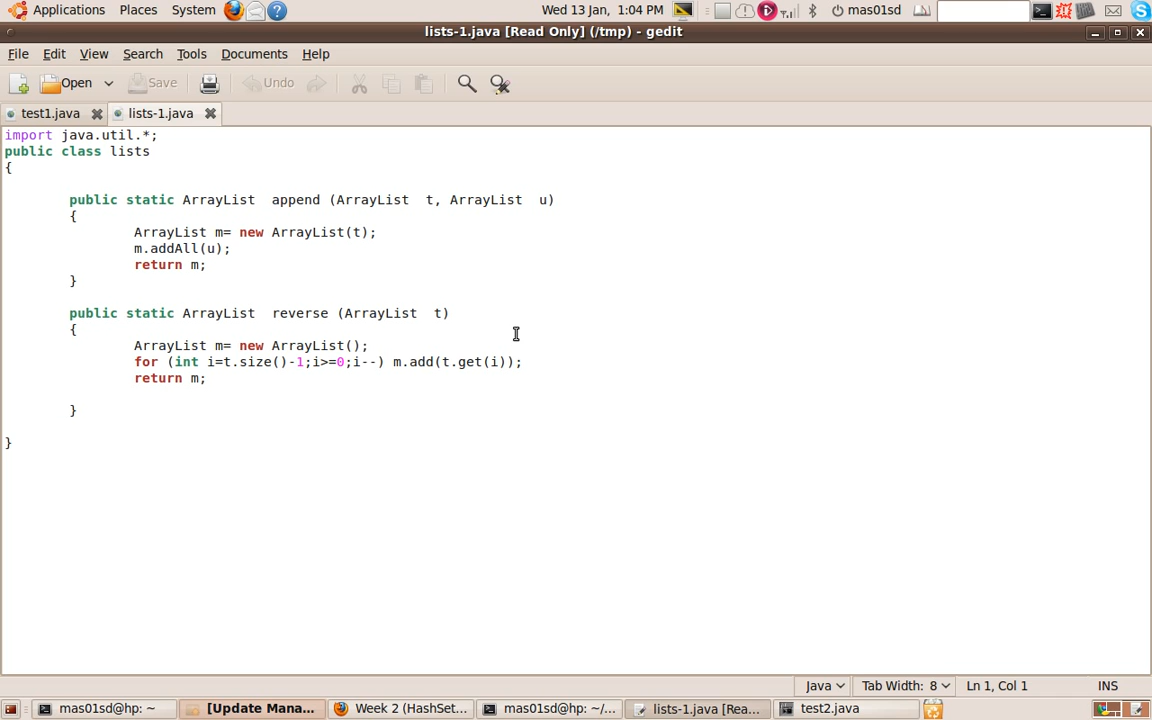 Applications Places System Wed 13 Jan, 1:04 PM mas01sd
lists-1.java [Read Only] (/tmp) - gedit
File Edit View Search Tools Documents Help
Open Save Undo
test1.java lists-1.java
import java.util.*;
public class lists
{
public static ArrayList  append (ArrayList  t, ArrayList  u)
{
ArrayList m= new ArrayList(t);
m.addAll(u);
return m;
}
public static ArrayList  reverse (ArrayList  t)
{
ArrayList m= new ArrayList();
for (int i=t.size()-1;i>=0;i--) m.add(t.get(i));
return m;
}
}
Java Tab Width: 8 Ln 1, Col 1 INS
mas01sd@hp: ~ [Update Mana... Week 2 (HashSet... mas01sd@hp: ~/... lists-1.java [Rea... test2.java